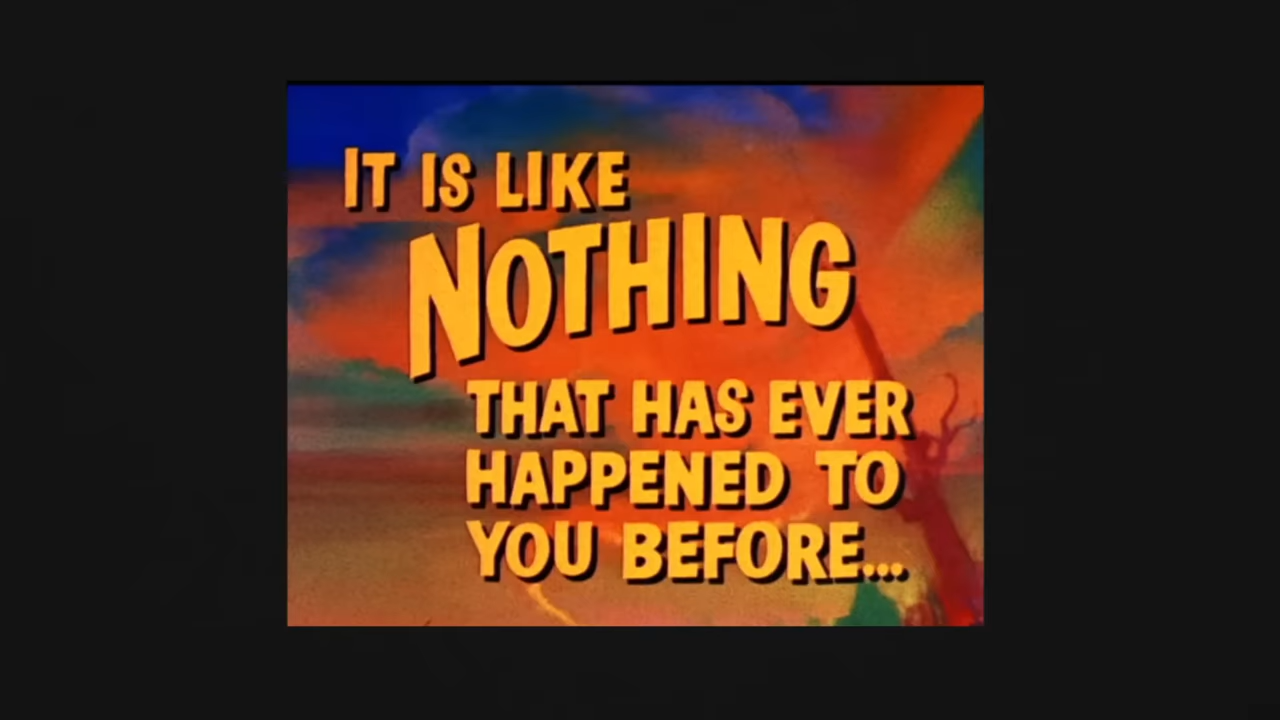 IT IS LIKE
NOTHING
THAT HAS EVER
HAPPENED TO
YOU BEFORE...